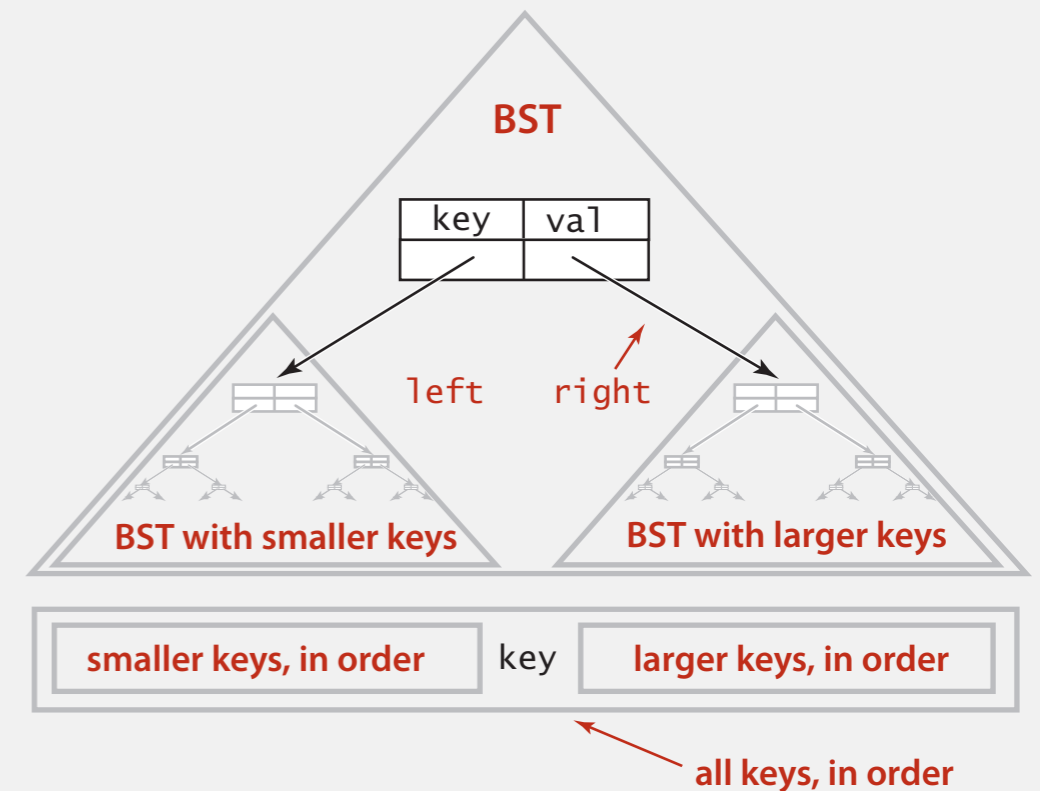 BST
key val
left right
BST with smaller keys BST with larger keys
smaller keys, in order key larger keys, in order
all keys, in order